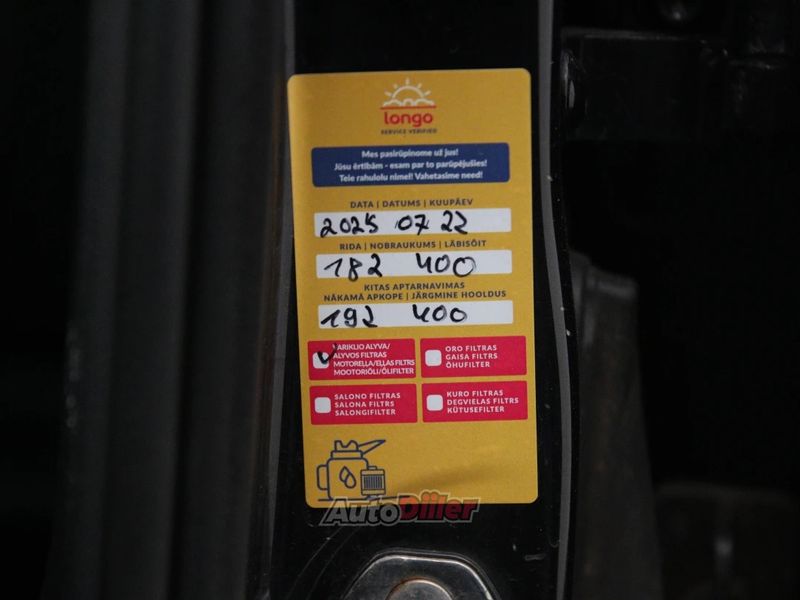 longo
SERVICE VERIFIED
Mes pasirūpinome už jus!
Jūsu ērtībām - esam par to parūpējušies!
Teie rahulolu nimel! Vahetasime need!
DATA | DATUMS | KUUPÄEV
2025 07 22
RIDA | NOBRAUKUMS | LÄBISÕIT
182 400
KITAS APTARNAVIMAS
NĀKAMĀ APKOPE | JÄRGMINE HOOLDUS
192 400
VARIKLIO ALYVA/
ALYVOS FILTRAS
MOTORELLA/ELLAS FILTRS
MOOTORIÕLI/ÕLIFILTER
ORO FILTRAS
GAISA FILTRS
ÕHUFILTER
SALONO FILTRAS
SALONA FILTRS
SALONGIFILTER
KURO FILTRAS
DEGVIELAS FILTRS
KÜTUSEFILTER
AutoDiiler